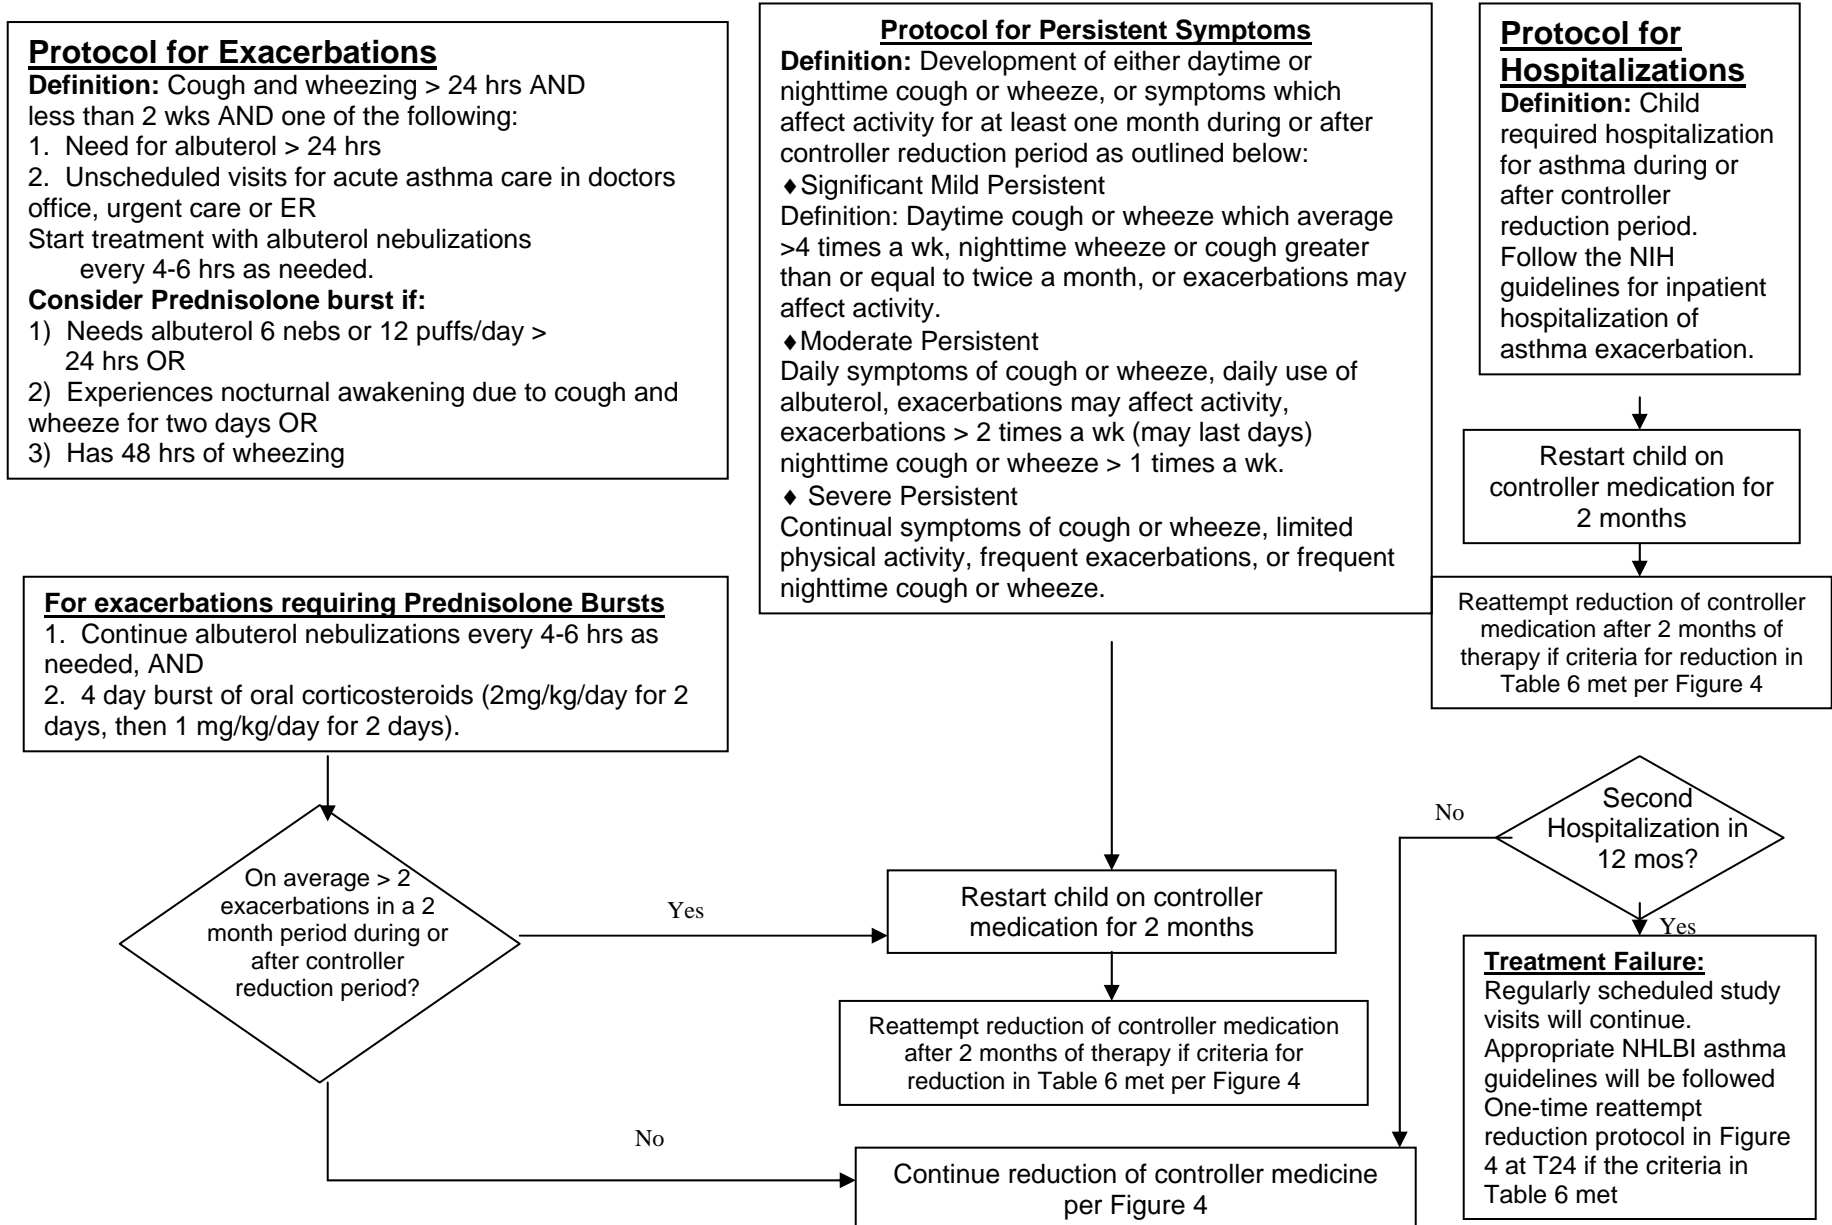 Protocol for Exacerbations
Definition: Cough and wheezing > 24 hrs AND
less than 2 wks AND one of the following:
1. Need for albuterol > 24 hrs
2. Unscheduled visits for acute asthma care in doctors
office, urgent care or ER
Start treatment with albuterol nebulizations
every 4-6 hrs as needed.
Consider Prednisolone burst if:
1) Needs albuterol 6 nebs or 12 puffs/day >
24 hrs OR
2) Experiences nocturnal awakening due to cough and
wheeze for two days OR
3) Has 48 hrs of wheezing
For exacerbations requiring Prednisolone Bursts
1. Continue albuterol nebulizations every 4-6 hrs as
needed, AND
2. 4 day burst of oral corticosteroids (2mg/kg/day for 2
days, then 1 mg/kg/day for 2 days).
On average > 2
exacerbations in a 2
month period during or
after controller
reduction period?
Yes
No
Protocol for Persistent Symptoms
Definition: Development of either daytime or
nighttime cough or wheeze, or symptoms which
affect activity for at least one month during or after
controller reduction period as outlined below:
♦Significant Mild Persistent
Definition: Daytime cough or wheeze which average
>4 times a wk, nighttime wheeze or cough greater
than or equal to twice a month, or exacerbations may
affect activity.
♦Moderate Persistent
Daily symptoms of cough or wheeze, daily use of
albuterol, exacerbations may affect activity,
exacerbations > 2 times a wk (may last days)
nighttime cough or wheeze > 1 times a wk.
♦ Severe Persistent
Continual symptoms of cough or wheeze, limited
physical activity, frequent exacerbations, or frequent
nighttime cough or wheeze.
Restart child on controller
medication for 2 months
Reattempt reduction of controller medication
after 2 months of therapy if criteria for
reduction in Table 6 met per Figure 4
Continue reduction of controller medicine
per Figure 4
Protocol for
Hospitalizations
Definition: Child
required hospitalization
for asthma during or
after controller
reduction period.
Follow the NIH
guidelines for inpatient
hospitalization of
asthma exacerbation.
Restart child on
controller medication for
2 months
Reattempt reduction of controller
medication after 2 months of
therapy if criteria for reduction in
Table 6 met per Figure 4
Second
Hospitalization in
12 mos?
No
Yes
Treatment Failure:
Regularly scheduled study
visits will continue.
Appropriate NHLBI asthma
guidelines will be followed
One-time reattempt
reduction protocol in Figure
4 at T24 if the criteria in
Table 6 met